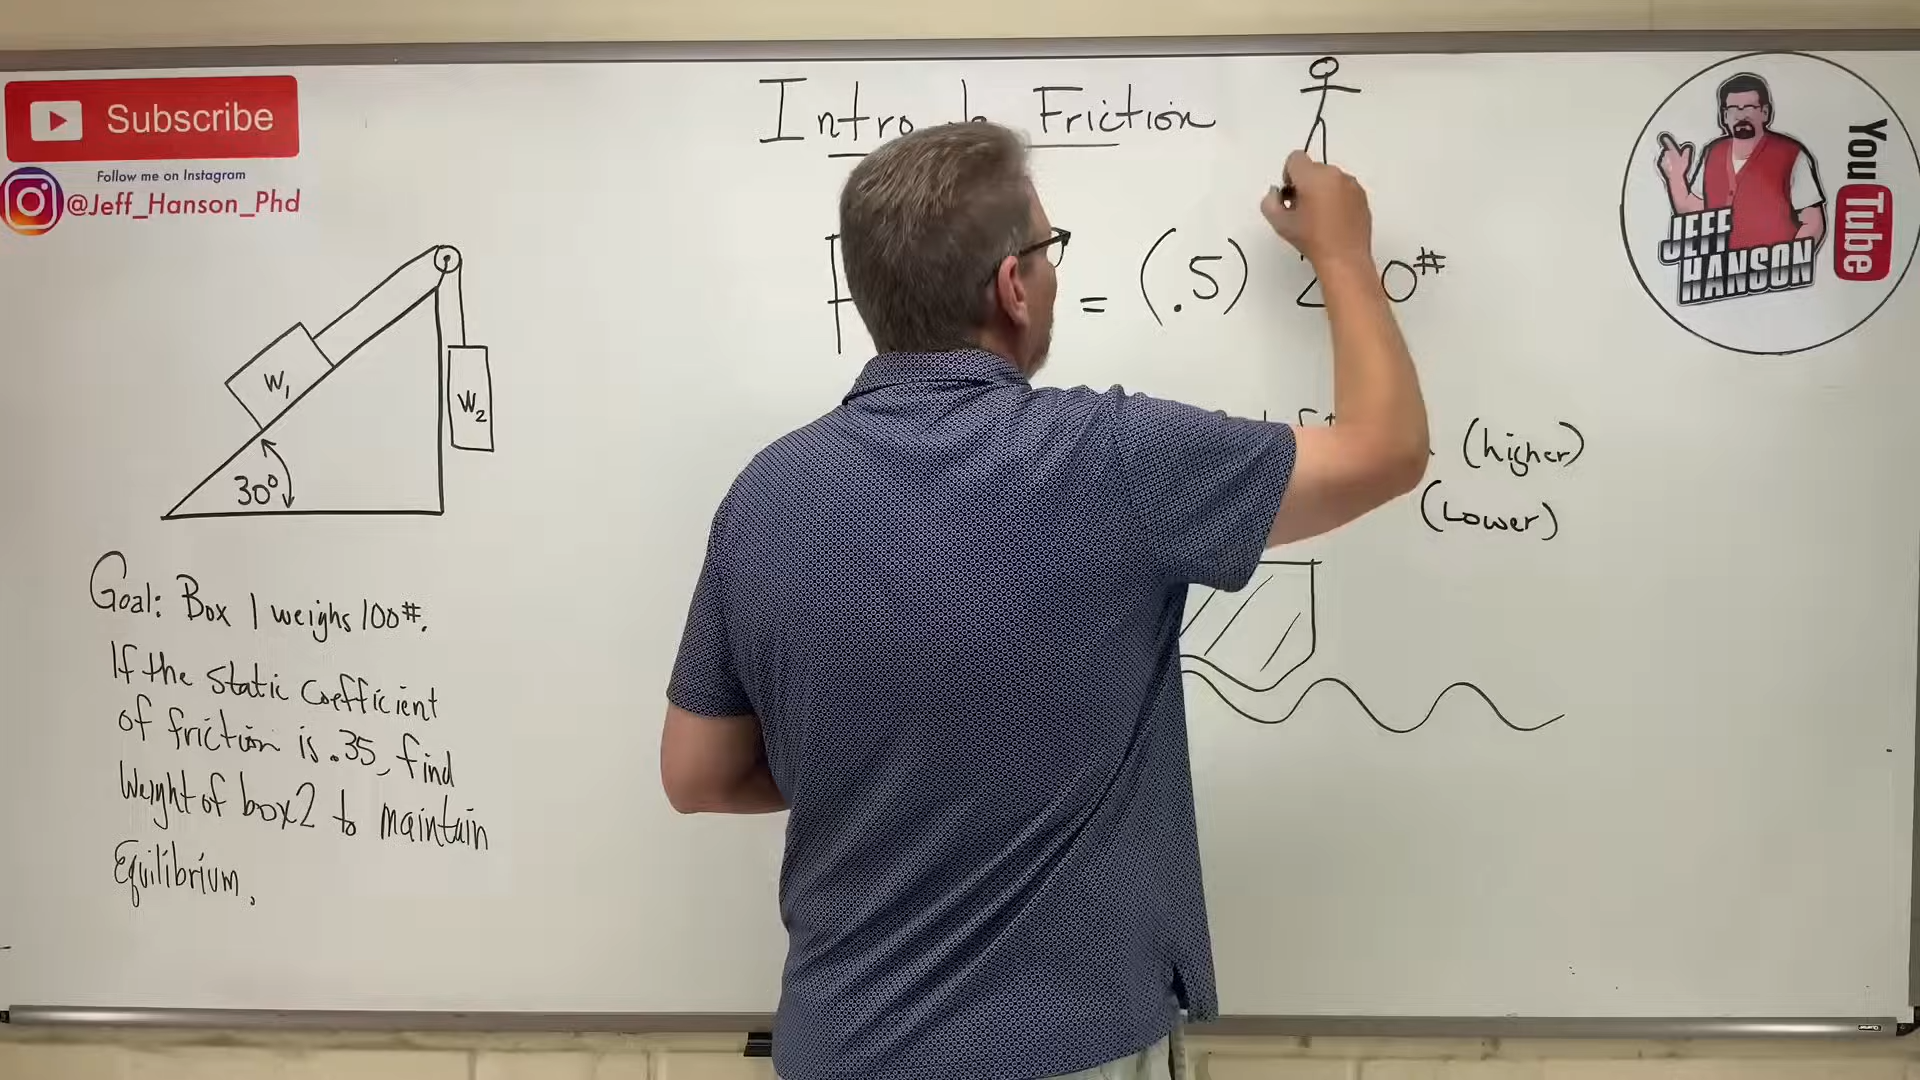 Subscribe
Follow me on Instagram
@Jeff_Hanson_Phd
Intro Friction
YouTube
JEFF
HANSON
= (.5)
#
W1
W2
30°
(higher)
(Lower)
Goal: Box 1 weighs 100#.
If the static coefficient
of friction is .35, find
Weight of box 2 to maintain
Equilibrium.